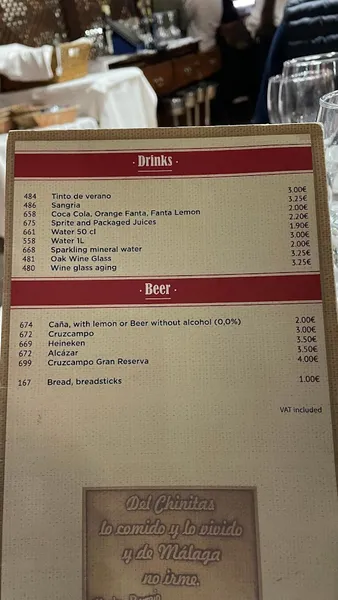 · Drinks ·
484 Tinto de verano 3.00€
486 Sangria 3.25€
658 Coca Cola, Orange Fanta, Fanta Lemon 2.00€
675 Sprite and Packaged Juices 2.20€
661 Water 50 cl 1.90€
558 Water 1L 3.00€
668 Sparkling mineral water 2.00€
481 Oak Wine Glass 3.25€
480 Wine glass aging 3.25€
· Beer ·
674 Caña, with lemon or Beer without alcohol (0,0%) 2.00€
672 Cruzcampo 3.00€
669 Heineken 3.50€
672 Alcázar 3.50€
699 Cruzcampo Gran Reserva 4.00€
167 Bread, breadsticks 1.00€
VAT included
Del Chinitas
lo comido y lo vivido
y de Málaga
no irme.